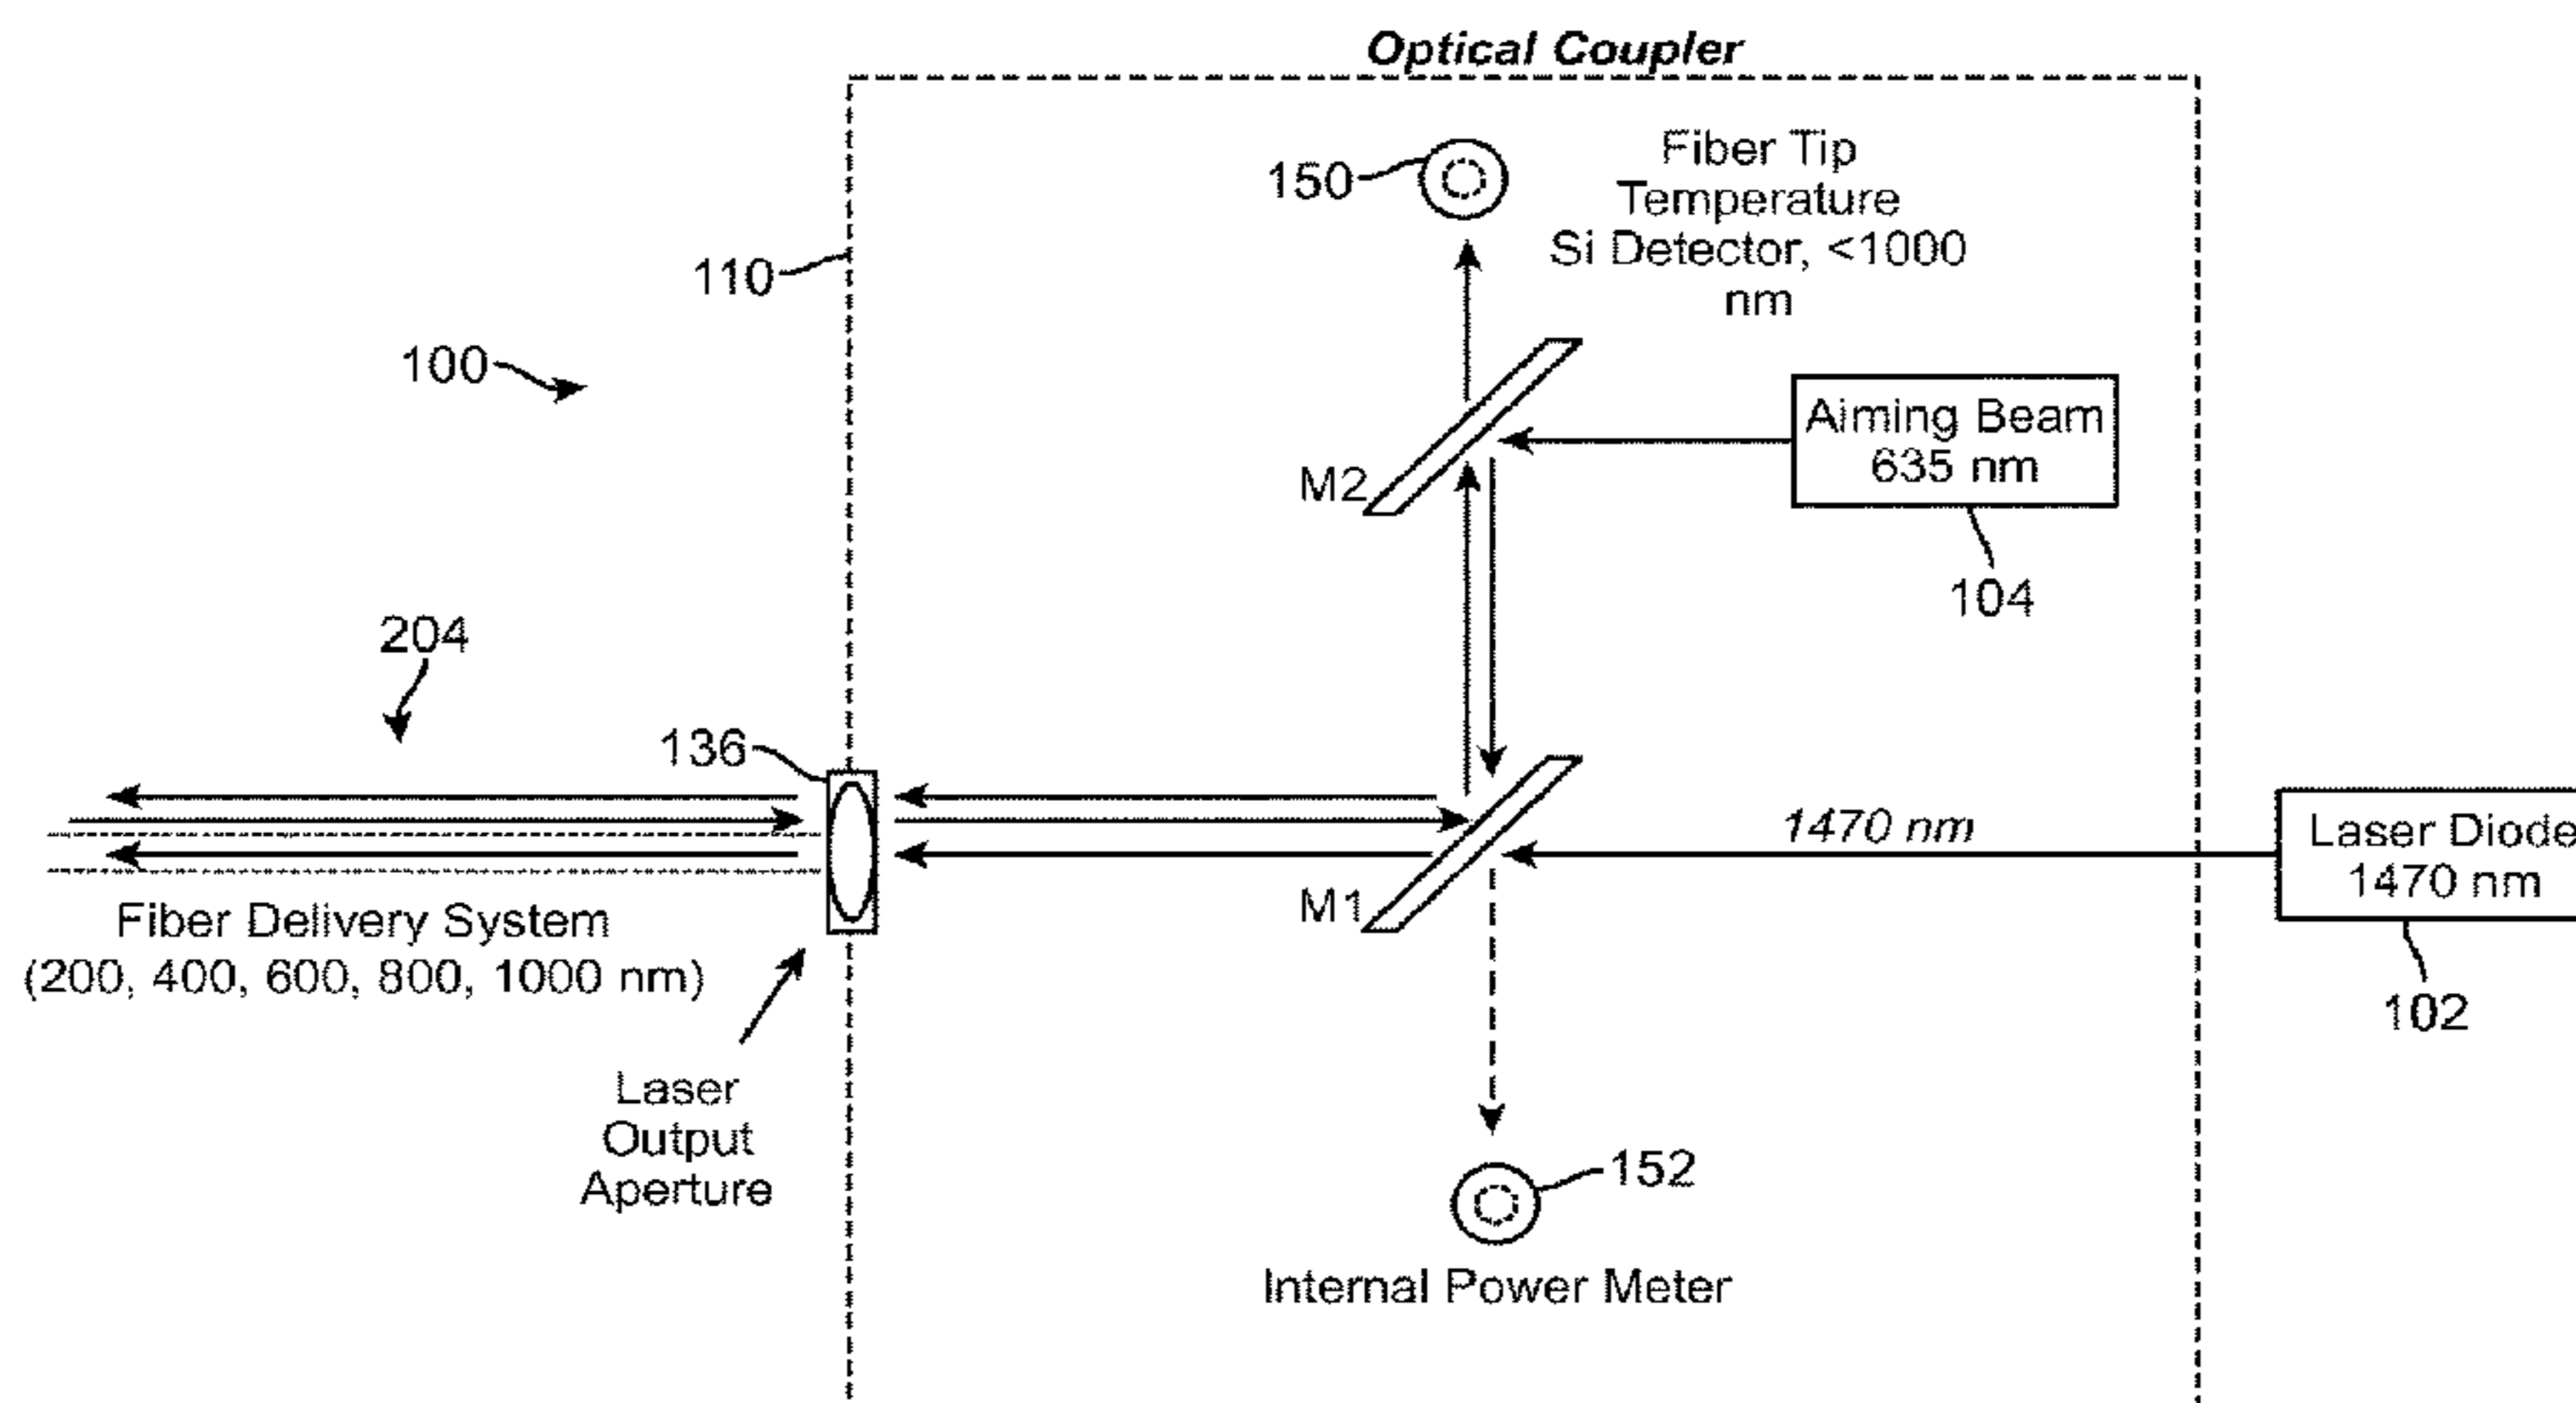 Optical Coupler
150
Fiber Tip
Temperature
Si Detector, <1000
nm
110
100
Aiming Beam
635 nm
M2
104
204
136
1470 nm
Laser Diode
1470 nm
M1
Fiber Delivery System
(200, 400, 600, 800, 1000 nm)
102
Laser
Output
Aperture
152
Internal Power Meter